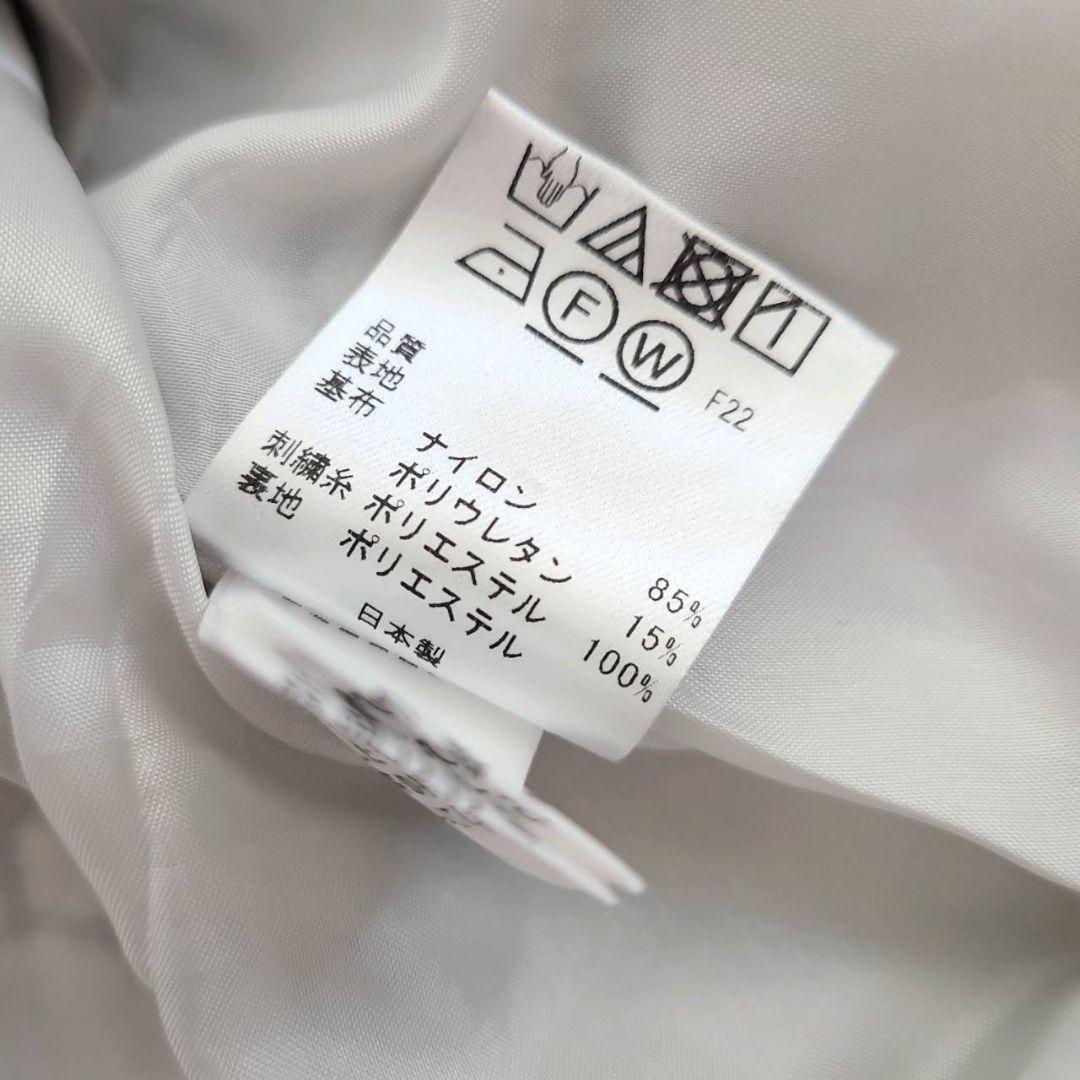 F W F22
品質
表地
基布 ナイロン 85%
ポリウレタン 15%
刺繍糸 ポリエステル 100%
裏地 ポリエステル
日本製